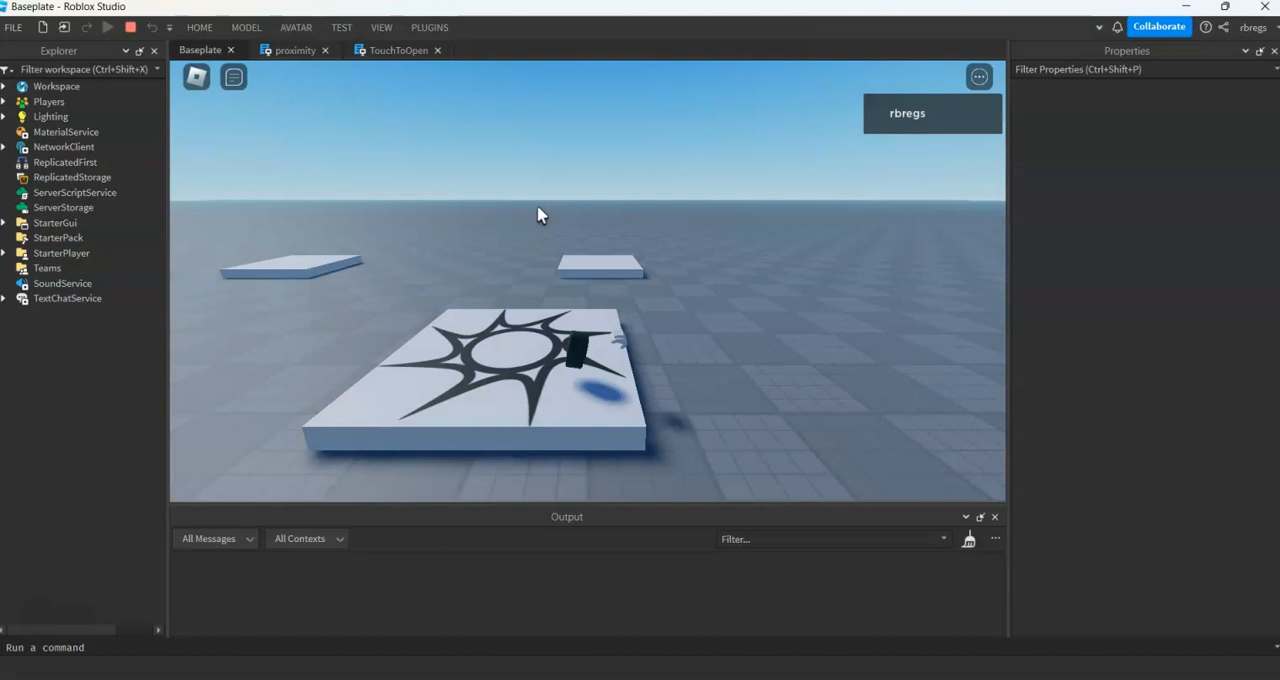 Baseplate - Roblox Studio
FILE HOME MODEL AVATAR TEST VIEW PLUGINS Collaborate rbregs
Explorer
Filter workspace (Ctrl+Shift+X)
Workspace
Players
Lighting
MaterialService
NetworkClient
ReplicatedFirst
ReplicatedStorage
ServerScriptService
ServerStorage
StarterGui
StarterPack
StarterPlayer
Teams
SoundService
TextChatService
Baseplate proximity TouchToOpen
rbregs
Properties
Filter Properties (Ctrl+Shift+P)
Output
All Messages All Contexts Filter...
Run a command